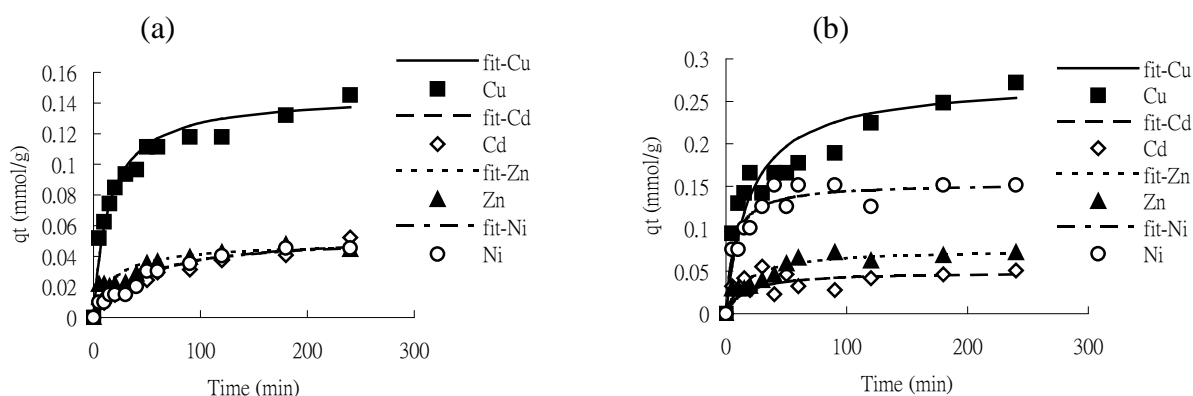 (a)
0.16
0.14
0.12
0.1
0.08
0.06
0.04
0.02
0
qt (mmol/g)
0 100 200 300
Time (min)
fit-Cu
Cu
fit-Cd
Cd
fit-Zn
Zn
fit-Ni
Ni
(b)
0.3
0.25
0.2
0.15
0.1
0.05
0
qt (mmol/g)
0 100 200 300
Time (min)
fit-Cu
Cu
fit-Cd
Cd
fit-Zn
Zn
fit-Ni
Ni